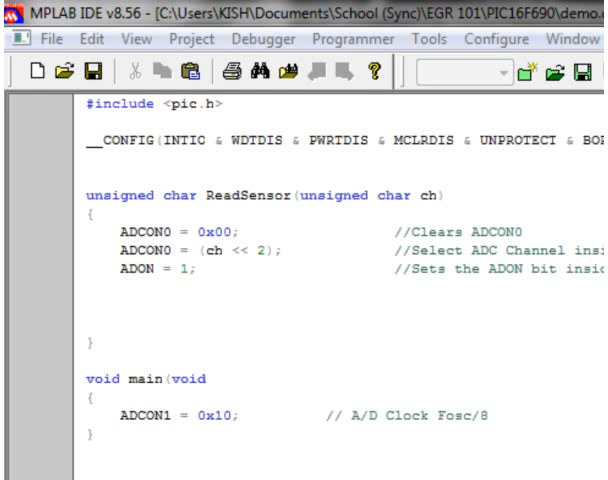 MPLAB IDE v8.56 - [C:\Users\KISH\Documents\School (Sync)\EGR 101\PIC16F690\demo.
File Edit View Project Debugger Programmer Tools Configure Window
#include <pic.h>
__CONFIG(INTIO & WDTDIS & PWRTDIS & MCLRDIS & UNPROTECT & BOR
unsigned char ReadSensor(unsigned char ch)
{
ADCON0 = 0x00; //Clears ADCON0
ADCON0 = (ch << 2); //Select ADC Channel insi
ADON = 1; //Sets the ADON bit insid
}
void main(void
{
ADCON1 = 0x10; // A/D Clock Fosc/8
}